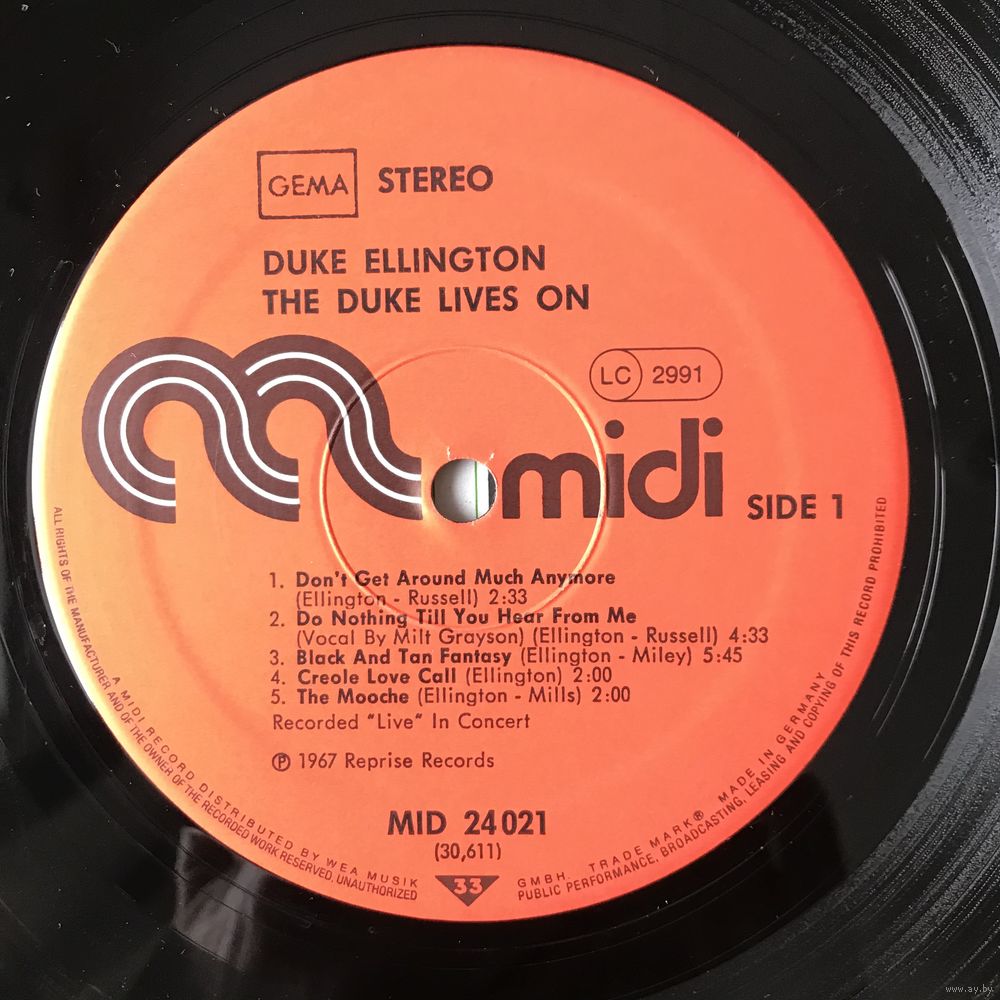 GEMA STEREO
DUKE ELLINGTON
THE DUKE LIVES ON
LC 2991
midi SIDE 1
1. Don't Get Around Much Anymore
(Ellington - Russell) 2:33
2. Do Nothing Till You Hear From Me
(Vocal By Milt Grayson) (Ellington - Russell) 4:33
3. Black And Tan Fantasy (Ellington - Miley) 5:45
4. Creole Love Call (Ellington) 2:00
5. The Mooche (Ellington - Mills) 2:00
Recorded "Live" In Concert
℗ 1967 Reprise Records
MID 24 021
(30,611)
33
A MIDI RECORD DISTRIBUTED BY WEA MUSIK GMBH. TRADE MARK® MADE IN GERMANY
ALL RIGHTS OF THE MANUFACTURER AND OF THE OWNER OF THE RECORDED WORK RESERVED. UNAUTHORIZED PUBLIC PERFORMANCE, BROADCASTING, LEASING AND COPYING OF THIS RECORD PROHIBITED
www.ay.by